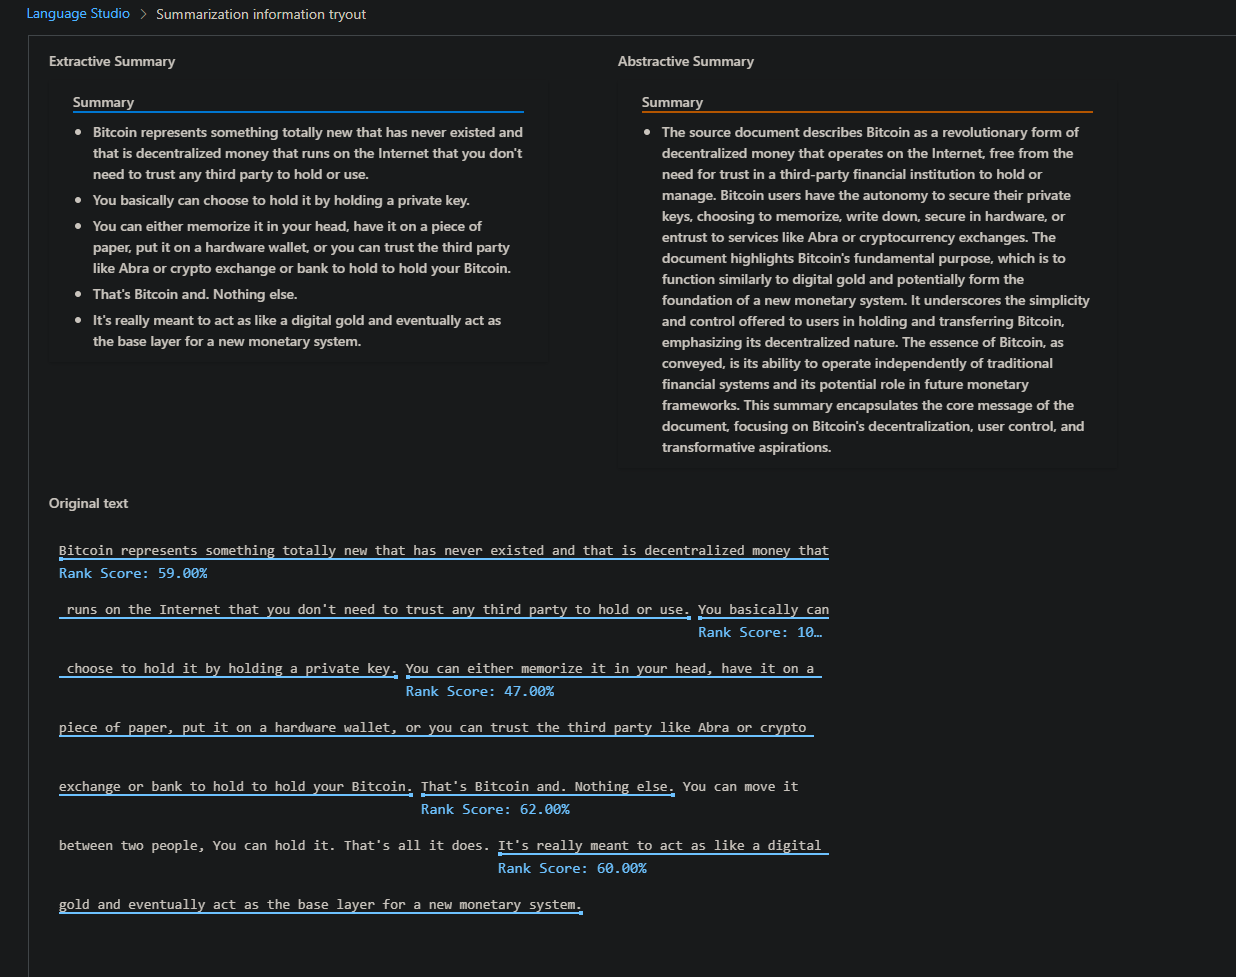 Language Studio > Summarization information tryout
Extractive Summary
Summary
• Bitcoin represents something totally new that has never existed and
that is decentralized money that runs on the Internet that you don't
need to trust any third party to hold or use.
• You basically can choose to hold it by holding a private key.
• You can either memorize it in your head, have it on a piece of
paper, put it on a hardware wallet, or you can trust the third party
like Abra or crypto exchange or bank to hold to hold your Bitcoin.
• That's Bitcoin and. Nothing else.
• It's really meant to act as like a digital gold and eventually act as
the base layer for a new monetary system.
Abstractive Summary
Summary
• The source document describes Bitcoin as a revolutionary form of
decentralized money that operates on the Internet, free from the
need for trust in a third-party financial institution to hold or
manage. Bitcoin users have the autonomy to secure their private
keys, choosing to memorize, write down, secure in hardware, or
entrust to services like Abra or cryptocurrency exchanges. The
document highlights Bitcoin's fundamental purpose, which is to
function similarly to digital gold and potentially form the
foundation of a new monetary system. It underscores the simplicity
and control offered to users in holding and transferring Bitcoin,
emphasizing its decentralized nature. The essence of Bitcoin, as
conveyed, is its ability to operate independently of traditional
financial systems and its potential role in future monetary
frameworks. This summary encapsulates the core message of the
document, focusing on Bitcoin's decentralization, user control, and
transformative aspirations.
Original text
Bitcoin represents something totally new that has never existed and that is decentralized money that
Rank Score: 59.00%
runs on the Internet that you don't need to trust any third party to hold or use. You basically can
Rank Score: 10…
choose to hold it by holding a private key. You can either memorize it in your head, have it on a
Rank Score: 47.00%
piece of paper, put it on a hardware wallet, or you can trust the third party like Abra or crypto
exchange or bank to hold to hold your Bitcoin. That's Bitcoin and. Nothing else. You can move it
Rank Score: 62.00%
between two people, You can hold it. That's all it does. It's really meant to act as like a digital
Rank Score: 60.00%
gold and eventually act as the base layer for a new monetary system.